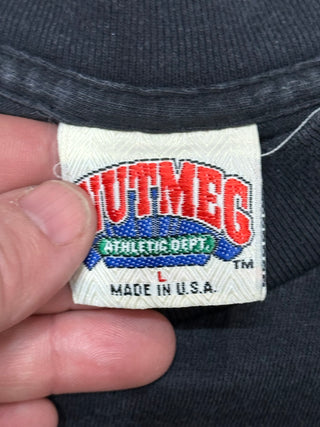 NUTMEG
ATHLETIC DEPT.
TM
L
MADE IN U.S.A.